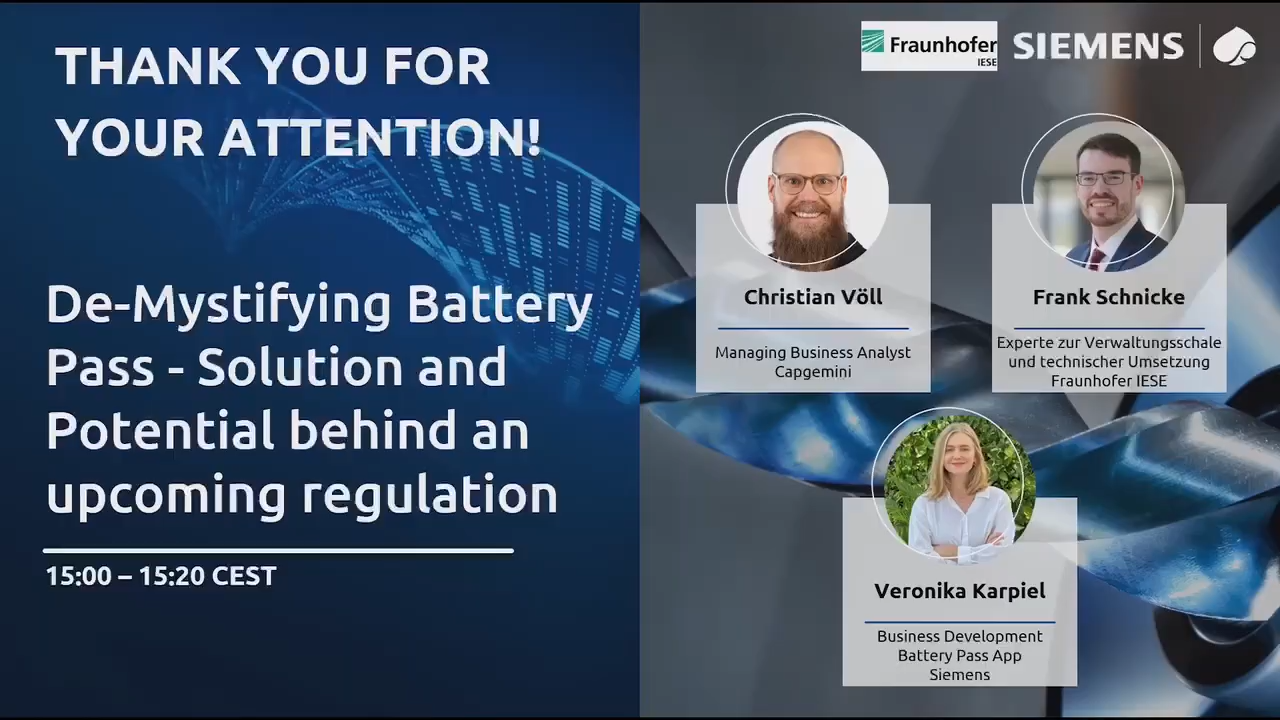 THANK YOU FOR
YOUR ATTENTION!
De-Mystifying Battery
Pass - Solution and
Potential behind an
upcoming regulation
15:00 – 15:20 CEST
Fraunhofer
IESE
SIEMENS
Christian Völl
Managing Business Analyst
Capgemini
Frank Schnicke
Experte zur Verwaltungsschale
und technischer Umsetzung
Fraunhofer IESE
Veronika Karpiel
Business Development
Battery Pass App
Siemens